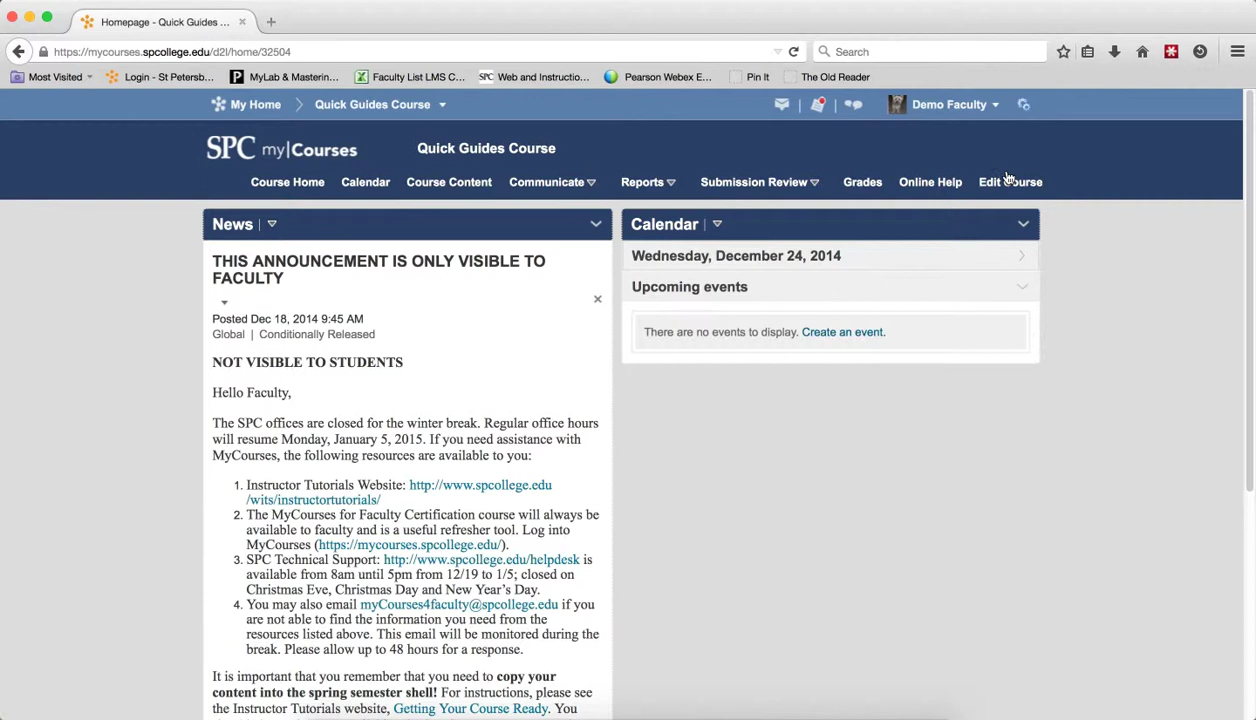 Homepage - Quick Guides ...
https://mycourses.spcollege.edu/d2l/home/32504
Search
Most Visited
Login - St Petersb...
MyLab & Mastering...
Faculty List LMS C...
SPC Web and Instructio...
Pearson Webex E...
Pin It
The Old Reader
My Home
Quick Guides Course
Demo Faculty
SPC my|Courses
Quick Guides Course
Course Home
Calendar
Course Content
Communicate
Reports
Submission Review
Grades
Online Help
Edit Course
News
THIS ANNOUNCEMENT IS ONLY VISIBLE TO
FACULTY
Posted Dec 18, 2014 9:45 AM
Global | Conditionally Released
NOT VISIBLE TO STUDENTS
Hello Faculty,
The SPC offices are closed for the winter break. Regular office hours
will resume Monday, January 5, 2015. If you need assistance with
MyCourses, the following resources are available to you:
1. Instructor Tutorials Website: http://www.spcollege.edu
/wits/instructortutorials/
2. The MyCourses for Faculty Certification course will always be
available to faculty and is a useful refresher tool. Log into
MyCourses (https://mycourses.spcollege.edu/).
3. SPC Technical Support: http://www.spcollege.edu/helpdesk is
available from 8am until 5pm from 12/19 to 1/5; closed on
Christmas Eve, Christmas Day and New Year's Day.
4. You may also email myCourses4faculty@spcollege.edu if you
are not able to find the information you need from the
resources listed above. This email will be monitored during the
break. Please allow up to 48 hours for a response.
It is important that you remember that you need to copy your
content into the spring semester shell! For instructions, please see
the Instructor Tutorials website, Getting Your Course Ready. You
Calendar
Wednesday, December 24, 2014
Upcoming events
There are no events to display. Create an event.